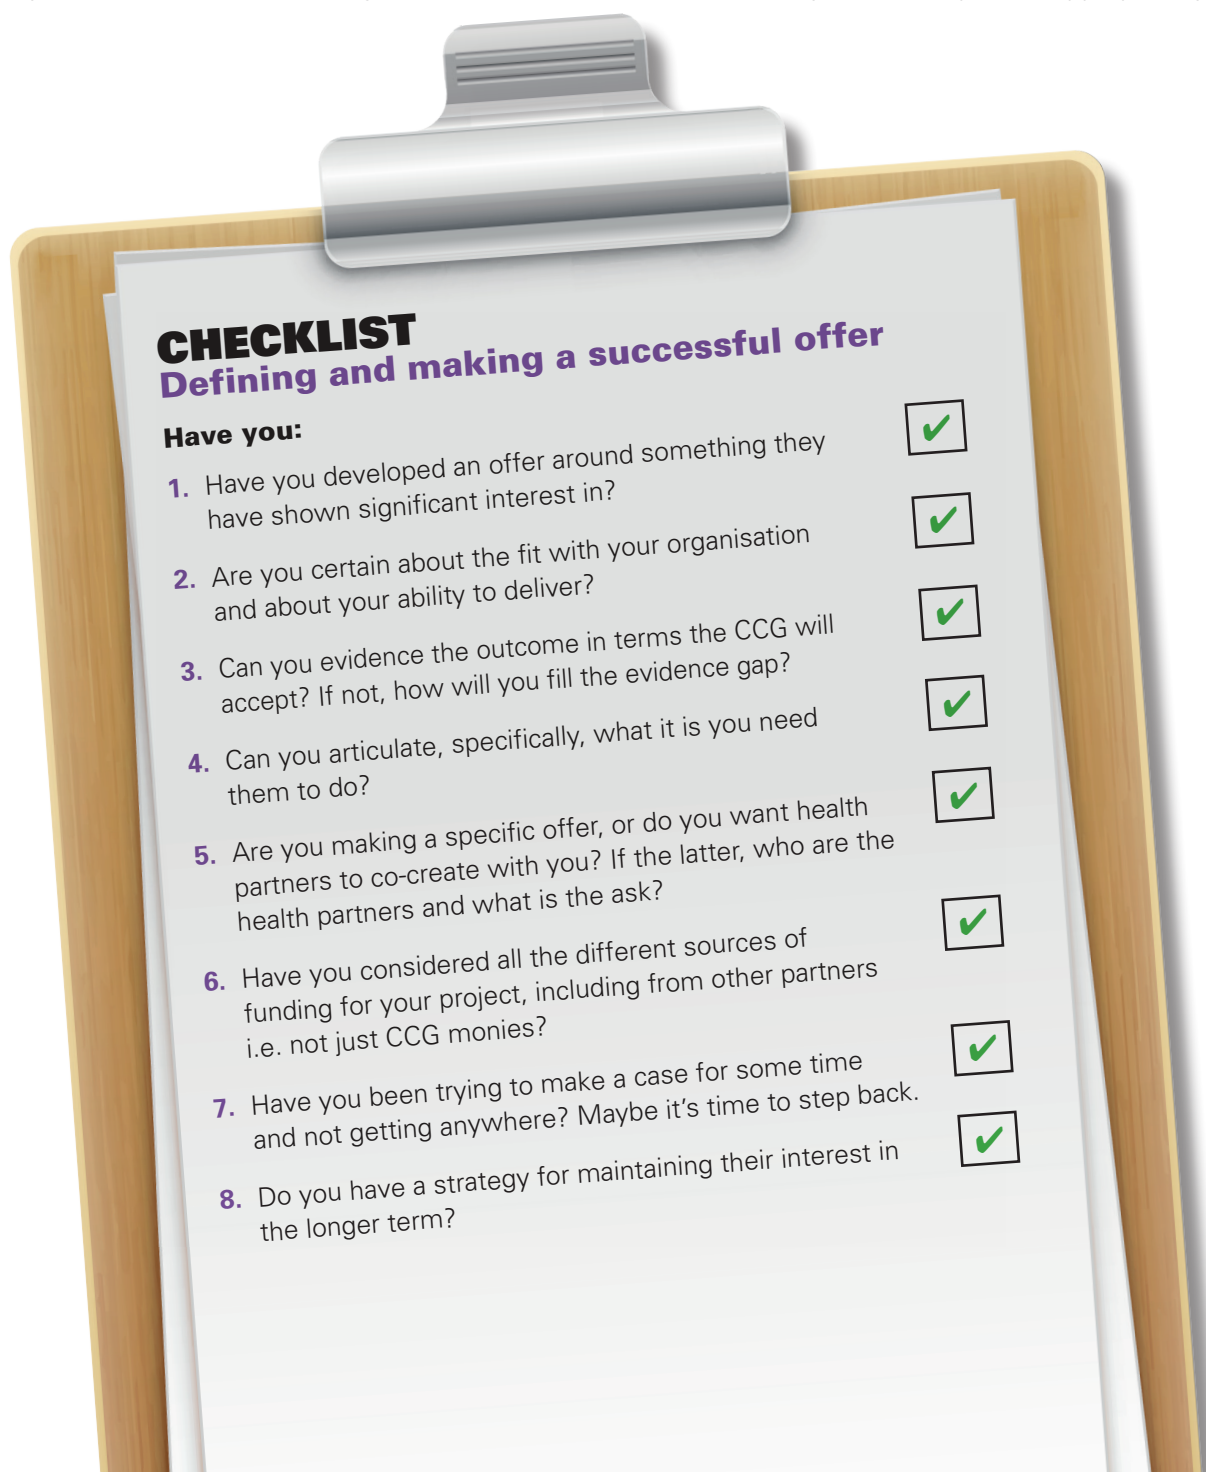 CHECKLIST
Defining and making a successful offer
Have you:
1. Have you developed an offer around something they
have shown significant interest in?
2. Are you certain about the fit with your organisation
and about your ability to deliver?
3. Can you evidence the outcome in terms the CCG will
accept? If not, how will you fill the evidence gap?
4. Can you articulate, specifically, what it is you need
them to do?
5. Are you making a specific offer, or do you want health
partners to co-create with you? If the latter, who are the
health partners and what is the ask?
6. Have you considered all the different sources of
funding for your project, including from other partners
i.e. not just CCG monies?
7. Have you been trying to make a case for some time
and not getting anywhere? Maybe it’s time to step back.
8. Do you have a strategy for maintaining their interest in
the longer term?